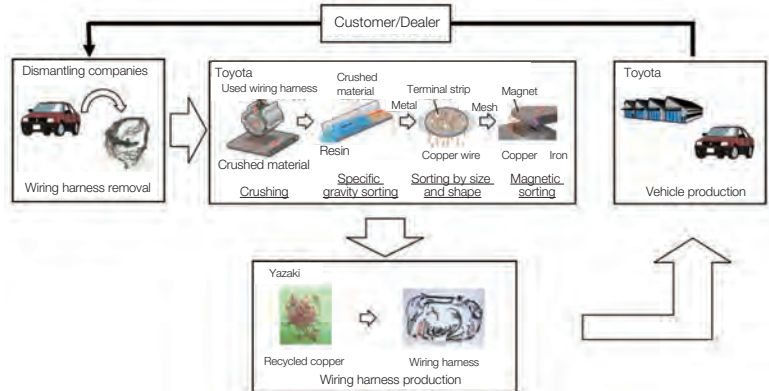 Customer/Dealer
Dismantling companies
Wiring harness removal
Toyota
Used wiring harness
Crushed material
Crushing
Crushed
material
Resin
Specific
gravity sorting
Metal
Terminal strip
Copper wire
Sorting by size
and shape
Mesh
Magnet
Copper Iron
Magnetic
sorting
Toyota
Vehicle production
Yazaki
Recycled copper
Wiring harness
Wiring harness production